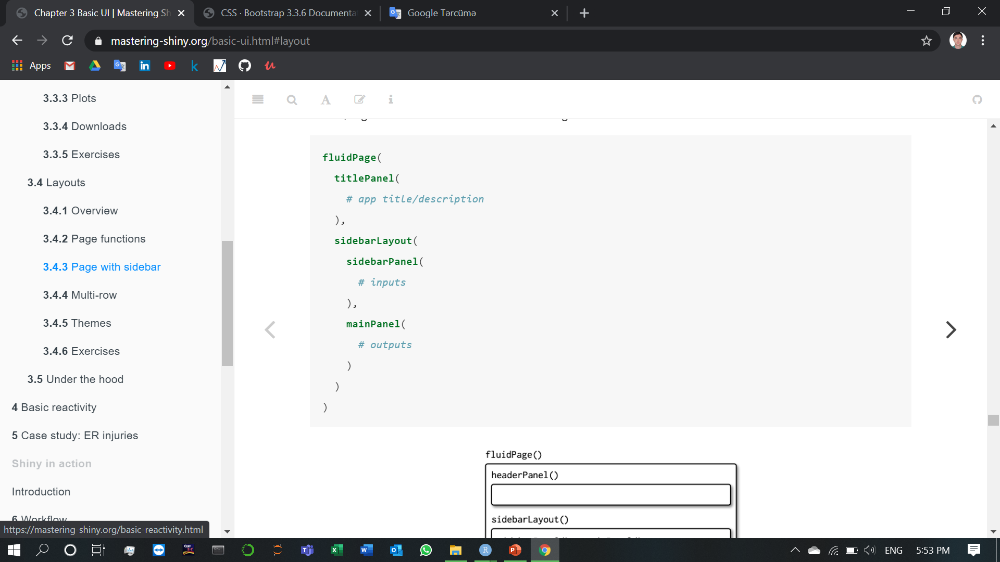 Chapter 3 Basic UI | Mastering Sh
CSS · Bootstrap 3.3.6 Documenta
Google Tərcümə
mastering-shiny.org/basic-ui.html#layout
Apps
3.3.3 Plots
3.3.4 Downloads
3.3.5 Exercises
3.4 Layouts
3.4.1 Overview
3.4.2 Page functions
3.4.3 Page with sidebar
3.4.4 Multi-row
3.4.5 Themes
3.4.6 Exercises
3.5 Under the hood
4 Basic reactivity
5 Case study: ER injuries
Shiny in action
Introduction
6 Workflow
https://mastering-shiny.org/basic-reactivity.html
fluidPage(
titlePanel(
# app title/description
),
sidebarLayout(
sidebarPanel(
# inputs
),
mainPanel(
# outputs
)
)
)
fluidPage()
headerPanel()
sidebarLayout()
ENG
5:53 PM